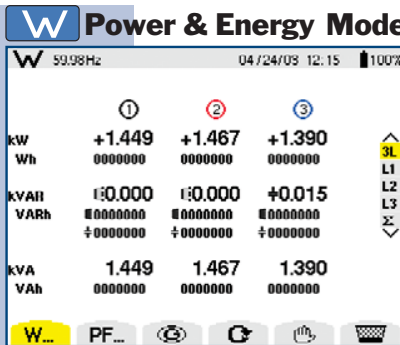 W Power & Energy Mode
W 59.98Hz 04/24/03 12:15 100%
1 2 3
kW +1.449 +1.467 +1.390
Wh 0000000 0000000 0000000
3L
L1
kVAR 0.000 0.000 +0.015
L2
VARh 0000000 0000000 0000000
L3
0000000 0000000 0000000
Σ
kVA 1.449 1.467 1.390
VAh 0000000 0000000 0000000
W... PF...